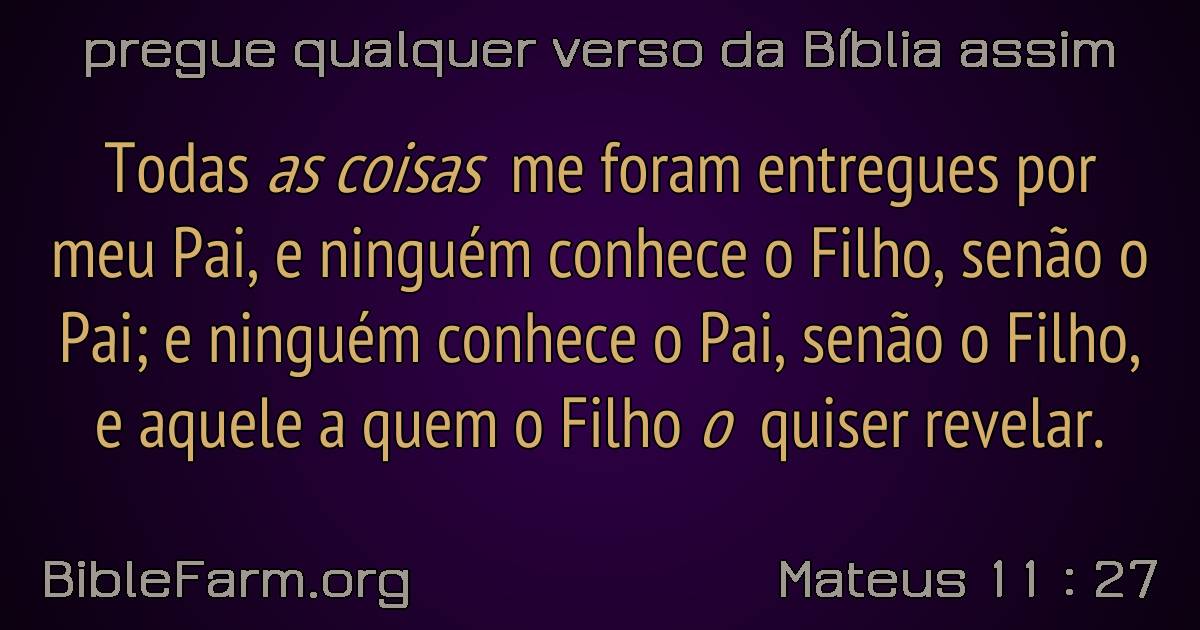 pregue qualquer verso da Bíblia assim
Todas as coisas me foram entregues por
meu Pai, e ninguém conhece o Filho, senão o
Pai; e ninguém conhece o Pai, senão o Filho,
e aquele a quem o Filho o quiser revelar.
BibleFarm.org
Mateus 11 : 27